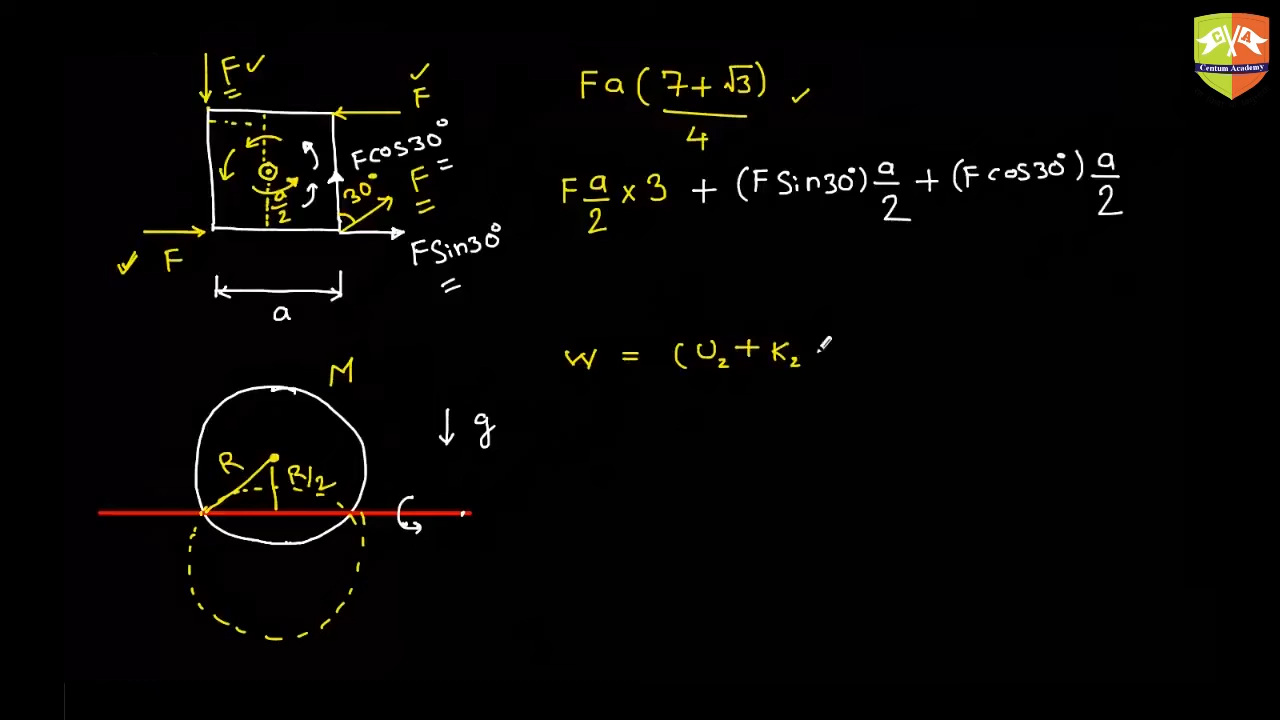 C A
Centum Academy
F ✓
✓
F
Fcos30°
30°
F
a/2
FSin30°
✓ F
a
Fa(7+√3)/4 ✓
F a/2 × 3 + (FSin30°) a/2 + (Fcos30°) a/2
W = (U₂ + K₂
M
↓ g
R
R/2